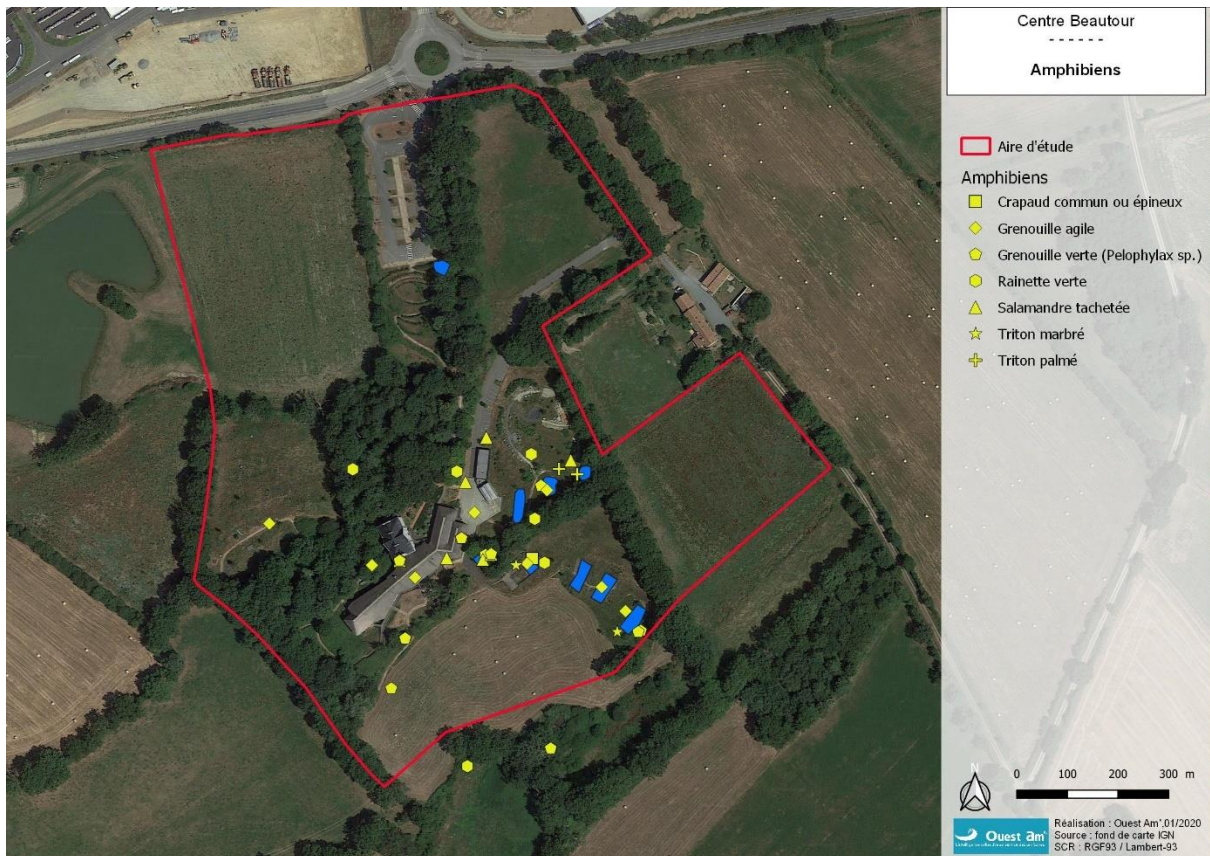 Centre Beautour
- - - - - -
Amphibiens
Aire d'étude
Amphibiens
Crapaud commun ou épineux
Grenouille agile
Grenouille verte (Pelophylax sp.)
Rainette verte
Salamandre tachetée
Triton marbré
Triton palmé
N
0 100 200 300 m
Ouest am'
Réalisation : Ouest Am'.01/2020
Source : fond de carte IGN
SCR : RGF93 / Lambert-93